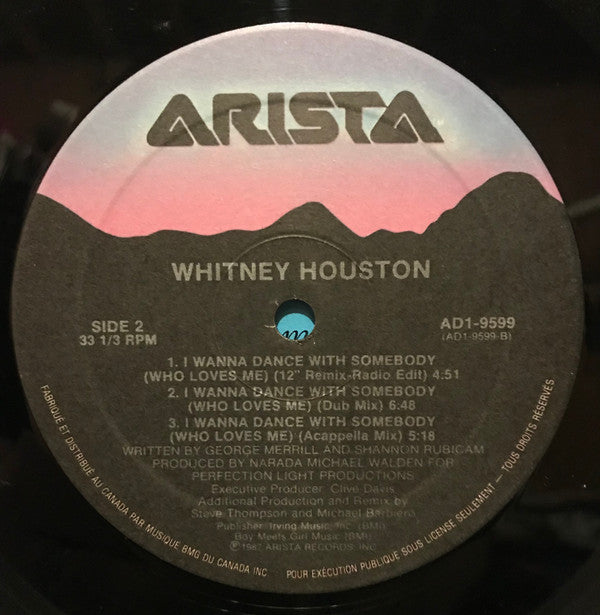 ARISTA
WHITNEY HOUSTON
SIDE 2
33 1/3 RPM
AD1-9599
(AD1-9599-B)
1. I WANNA DANCE WITH SOMEBODY
(WHO LOVES ME) (12" Remix-Radio Edit) 4:51
2. I WANNA DANCE WITH SOMEBODY
(WHO LOVES ME) (Dub Mix) 6:48
3. I WANNA DANCE WITH SOMEBODY
(WHO LOVES ME) (Acappella Mix) 5:18
WRITTEN BY GEORGE MERRILL AND SHANNON RUBICAM
PRODUCED BY NARADA MICHAEL WALDEN FOR
PERFECTION LIGHT PRODUCTIONS
Executive Producer: Clive Davis
Additional Production and Remix by
Steve Thompson and Michael Barbiero
Publisher: Irving Music, Inc. (BMI)
Boy Meets Girl Music (BMI)
℗ 1987 ARISTA RECORDS, INC
FABRIQUÉ ET DISTRIBUÉ AU CANADA PAR MUSIQUE BMG DU CANADA INC
POUR EXÉCUTION PUBLIQUE SOUS LICENSE SEULEMENT — TOUS DROITS RÉSERVÉS